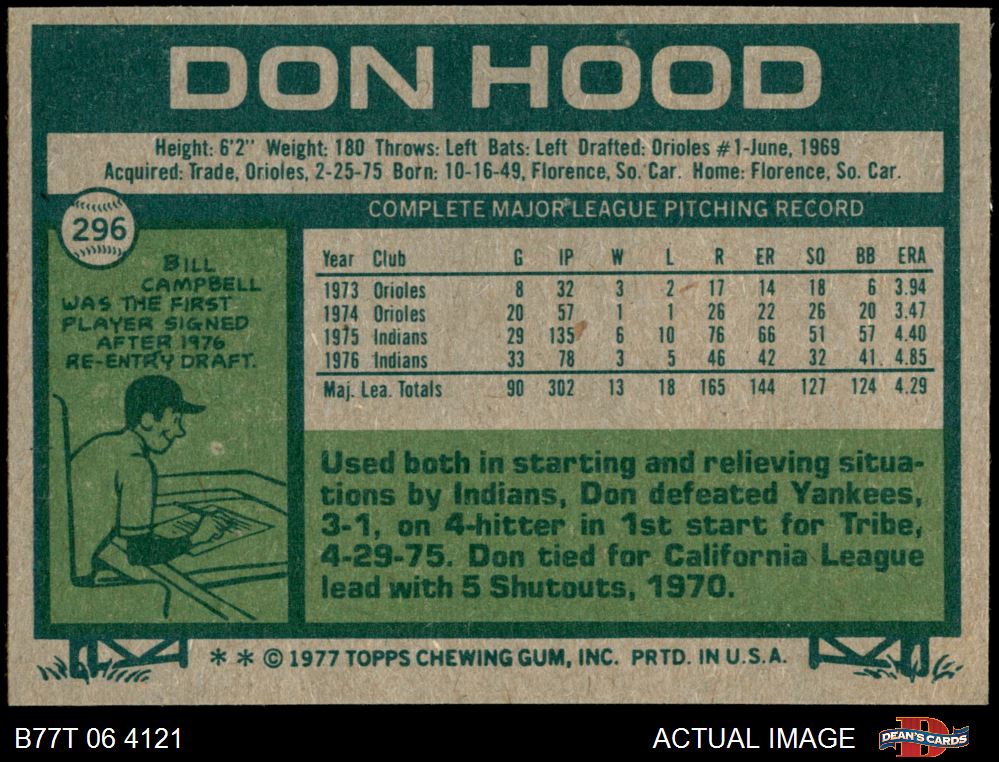 DON HOOD
Height: 6'2" Weight: 180 Throws: Left Bats: Left Drafted: Orioles #1-June, 1969
Acquired: Trade, Orioles, 2-25-75 Born: 10-16-49, Florence, So. Car. Home: Florence, So. Car.
296
COMPLETE MAJOR LEAGUE PITCHING RECORD
BILL
CAMPBELL
WAS THE FIRST
PLAYER SIGNED
AFTER 1976
RE-ENTRY DRAFT.
Year Club G IP W L R ER SO BB ERA
1973 Orioles 8 32 3 2 17 14 18 6 3.94
1974 Orioles 20 57 1 1 26 22 26 20 3.47
1975 Indians 29 135 6 10 76 66 51 57 4.40
1976 Indians 33 78 3 5 46 42 32 41 4.85
Maj. Lea. Totals 90 302 13 18 165 144 127 124 4.29
Used both in starting and relieving situa-
tions by Indians, Don defeated Yankees,
3-1, on 4-hitter in 1st start for Tribe,
4-29-75. Don tied for California League
lead with 5 Shutouts, 1970.
* * © 1977 TOPPS CHEWING GUM, INC. PRTD. IN U.S.A.
B77T 06 4121 ACTUAL IMAGE DEAN'S CARDS